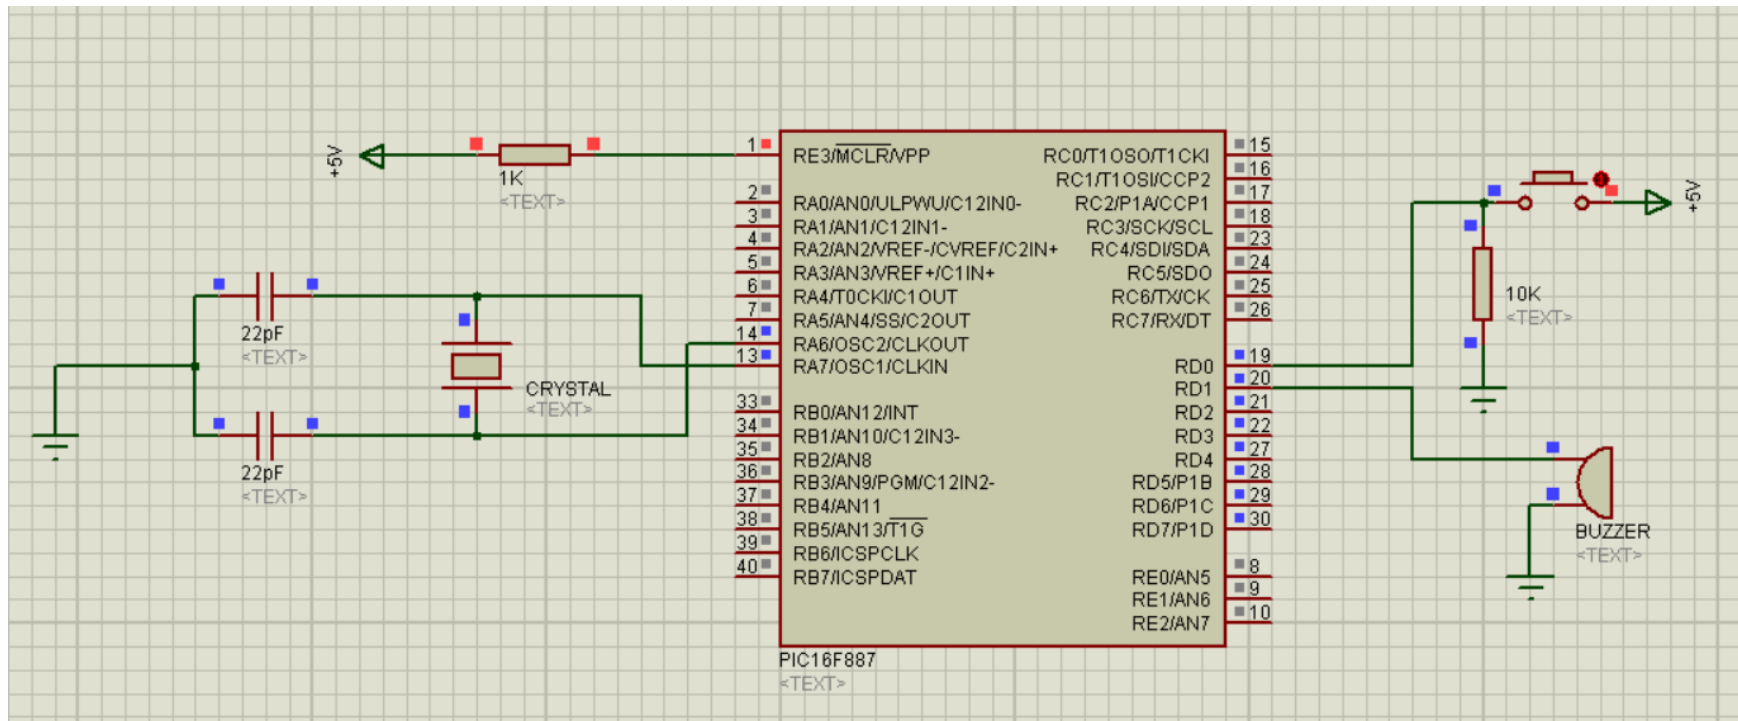 +5V
1K
<TEXT>
22pF
<TEXT>
22pF
<TEXT>
CRYSTAL
<TEXT>
1
RE3/MCLR/VPP
2
RA0/AN0/ULPWU/C12IN0-
3
RA1/AN1/C12IN1-
4
RA2/AN2/VREF-/CVREF/C2IN+
5
RA3/AN3/VREF+/C1IN+
6
RA4/T0CKI/C1OUT
7
RA5/AN4/SS/C2OUT
14
RA6/OSC2/CLKOUT
13
RA7/OSC1/CLKIN
33
RB0/AN12/INT
34
RB1/AN10/C12IN3-
35
RB2/AN8
36
RB3/AN9/PGM/C12IN2-
37
RB4/AN11
38
RB5/AN13/T1G
39
RB6/ICSPCLK
40
RB7/ICSPDAT
RC0/T1OSO/T1CKI
15
RC1/T1OSI/CCP2
16
RC2/P1A/CCP1
17
RC3/SCK/SCL
18
RC4/SDI/SDA
23
RC5/SDO
24
RC6/TX/CK
25
RC7/RX/DT
26
RD0
19
RD1
20
RD2
21
RD3
22
RD4
27
RD5/P1B
28
RD6/P1C
29
RD7/P1D
30
RE0/AN5
8
RE1/AN6
9
RE2/AN7
10
PIC16F887
<TEXT>
+5V
10K
<TEXT>
BUZZER
<TEXT>